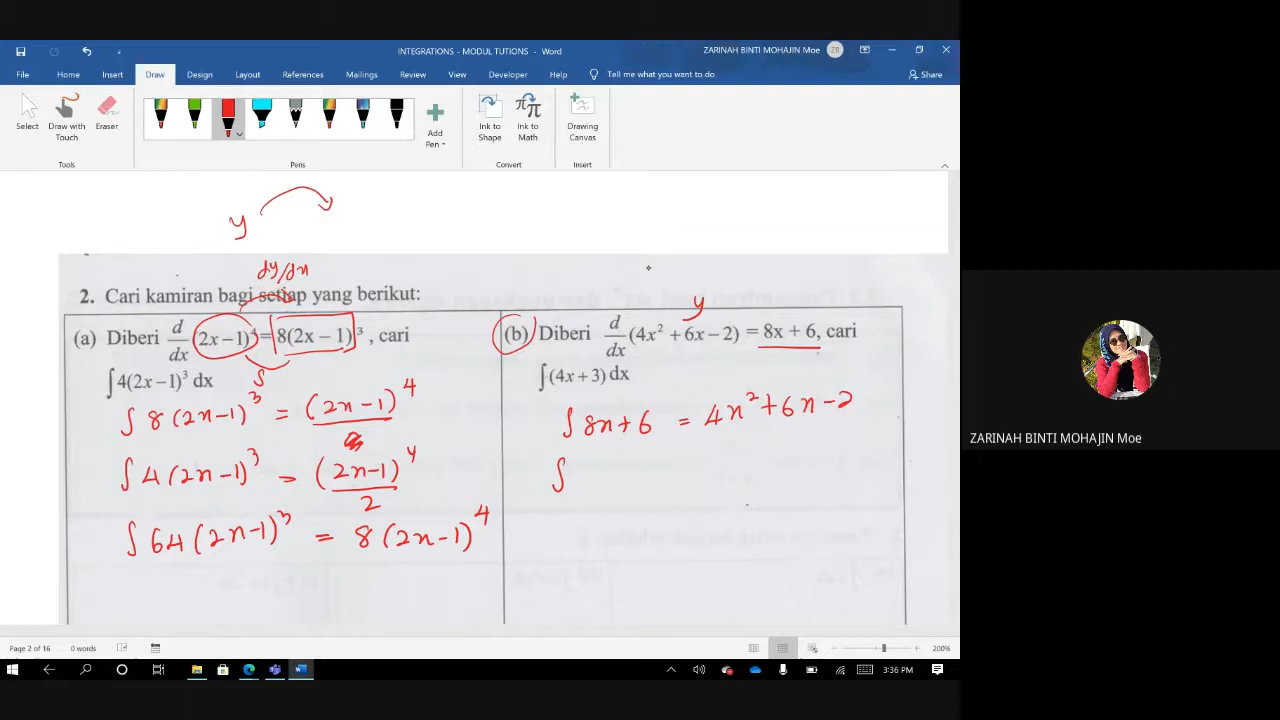 INTEGRATIONS - MODUL TUTIONS - Word
ZARINAH BINTI MOHAJIN Moe
ZB
File Home Insert Draw Design Layout References Mailings Review View Developer Help Tell me what you want to do
Share
Select
Draw with Touch
Eraser
Add Pen
Ink to Shape
Ink to Math
Drawing Canvas
Tools
Pens
Convert
Insert
y
dy/dx
2. Cari kamiran bagi setiap yang berikut:
(a) Diberi d/dx (2x – 1)⁴ = 8(2x – 1)³, cari
∫
∫ 4(2x – 1)³ dx
∫ 8(2x-1)³ = (2x-1)⁴
∫ 4(2x-1)³ = (2x-1)⁴/2
∫ 64(2x-1)³ = 8(2x-1)⁴
y
(b) Diberi d/dx (4x² + 6x – 2) = 8x + 6, cari
∫ (4x + 3) dx
∫ 8x+6 = 4x²+6x-2
∫
ZARINAH BINTI MOHAJIN Moe
Page 2 of 16 0 words
200%
3:36 PM